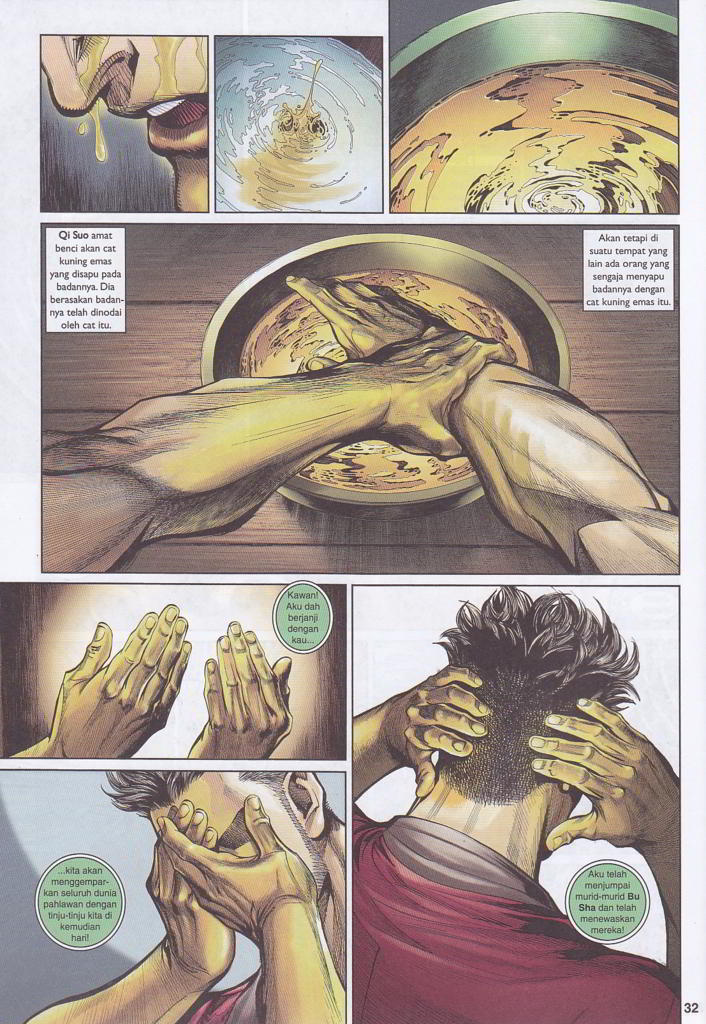 Qi Suo amat
benci akan cat
kuning emas
yang disapu pada
badannya. Dia
berasakan badan-
nya telah dinodai
oleh cat itu.
Akan tetapi di
suatu tempat yang
lain ada orang yang
sengaja menyapu
badannya dengan
cat kuning emas itu.
Kawan!
Aku dah
berjanji
dengan
kau...
...kita akan
menggempar-
kan seluruh dunia
pahlawan dengan
tinju-tinju kita di
kemudian
hari!
Aku telah
menjumpai
murid-murid Bu
Sha dan telah
menewaskan
mereka!
32